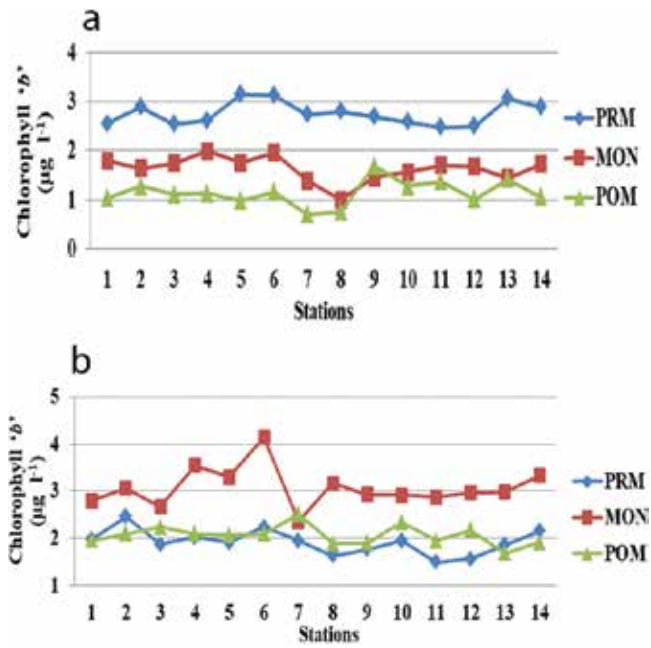 a
Chlorophyll ‘b’
(µg l⁻¹)
4
3
2
1
0
PRM
MON
POM
1 2 3 4 5 6 7 8 9 10 11 12 13 14
Stations
b
Chlorophyll ‘b’
(µg l⁻¹)
5
4
3
2
1
PRM
MON
POM
1 2 3 4 5 6 7 8 9 10 11 12 13 14
Stations